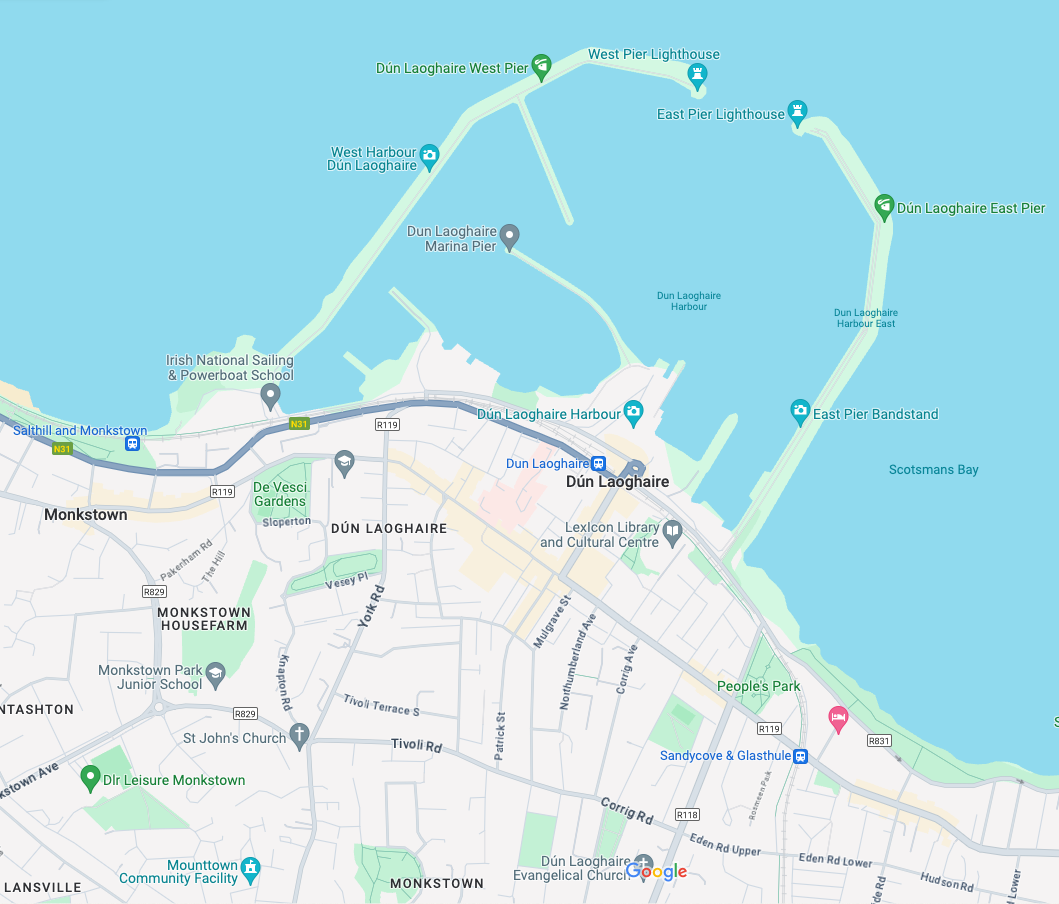 West Pier Lighthouse
Dún Laoghaire West Pier
East Pier Lighthouse
West Harbour
Dún Laoghaire
Dún Laoghaire East Pier
Dun Laoghaire
Marina Pier
Dun Laoghaire
Harbour
Dun Laoghaire
Harbour East
Irish National Sailing
& Powerboat School
Dún Laoghaire Harbour
East Pier Bandstand
N31
R119
Salthill and Monkstown
N31
Dun Laoghaire
Scotsmans Bay
Dún Laoghaire
De Vesci
Gardens
R119
Monkstown
Sloperton
DÚN LAOGHAIRE
LexIcon Library
and Cultural Centre
Pakenham Rd
The Hill
Vesey Pl
R829
York Rd
MONKSTOWN
HOUSEFARM
Mulgrave St
Northumberland Ave
Corrig Ave
Monkstown Park
Junior School
Knapton Rd
People's Park
NTASHTON
R829
Tivoli Terrace S
Patrick St
St John's Church
Tivoli Rd
R119
R831
S
Sandycove & Glasthule
kstown Ave
Dlr Leisure Monkstown
Rosmeen Park
Corrig Rd
R118
Eden Rd Upper
Eden Rd Lower
Mounttown
Community Facility
Dún Laoghaire
Evangelical Church
Google
Hudson Rd
LANSVILLE
MONKSTOWN
de Rd
Lower